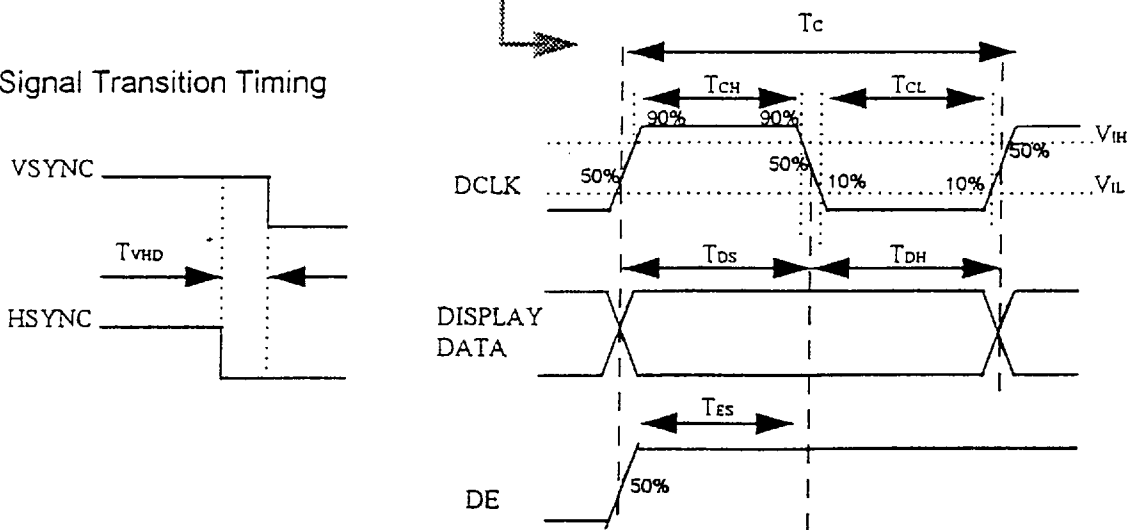 Signal Transition Timing
VSYNC
TVHD
HSYNC
TC
TCH
TCL
90%
90%
VIH
50%
50%
50%
DCLK
10%
10%
VIL
TDS
TDH
DISPLAY
DATA
TES
DE
50%